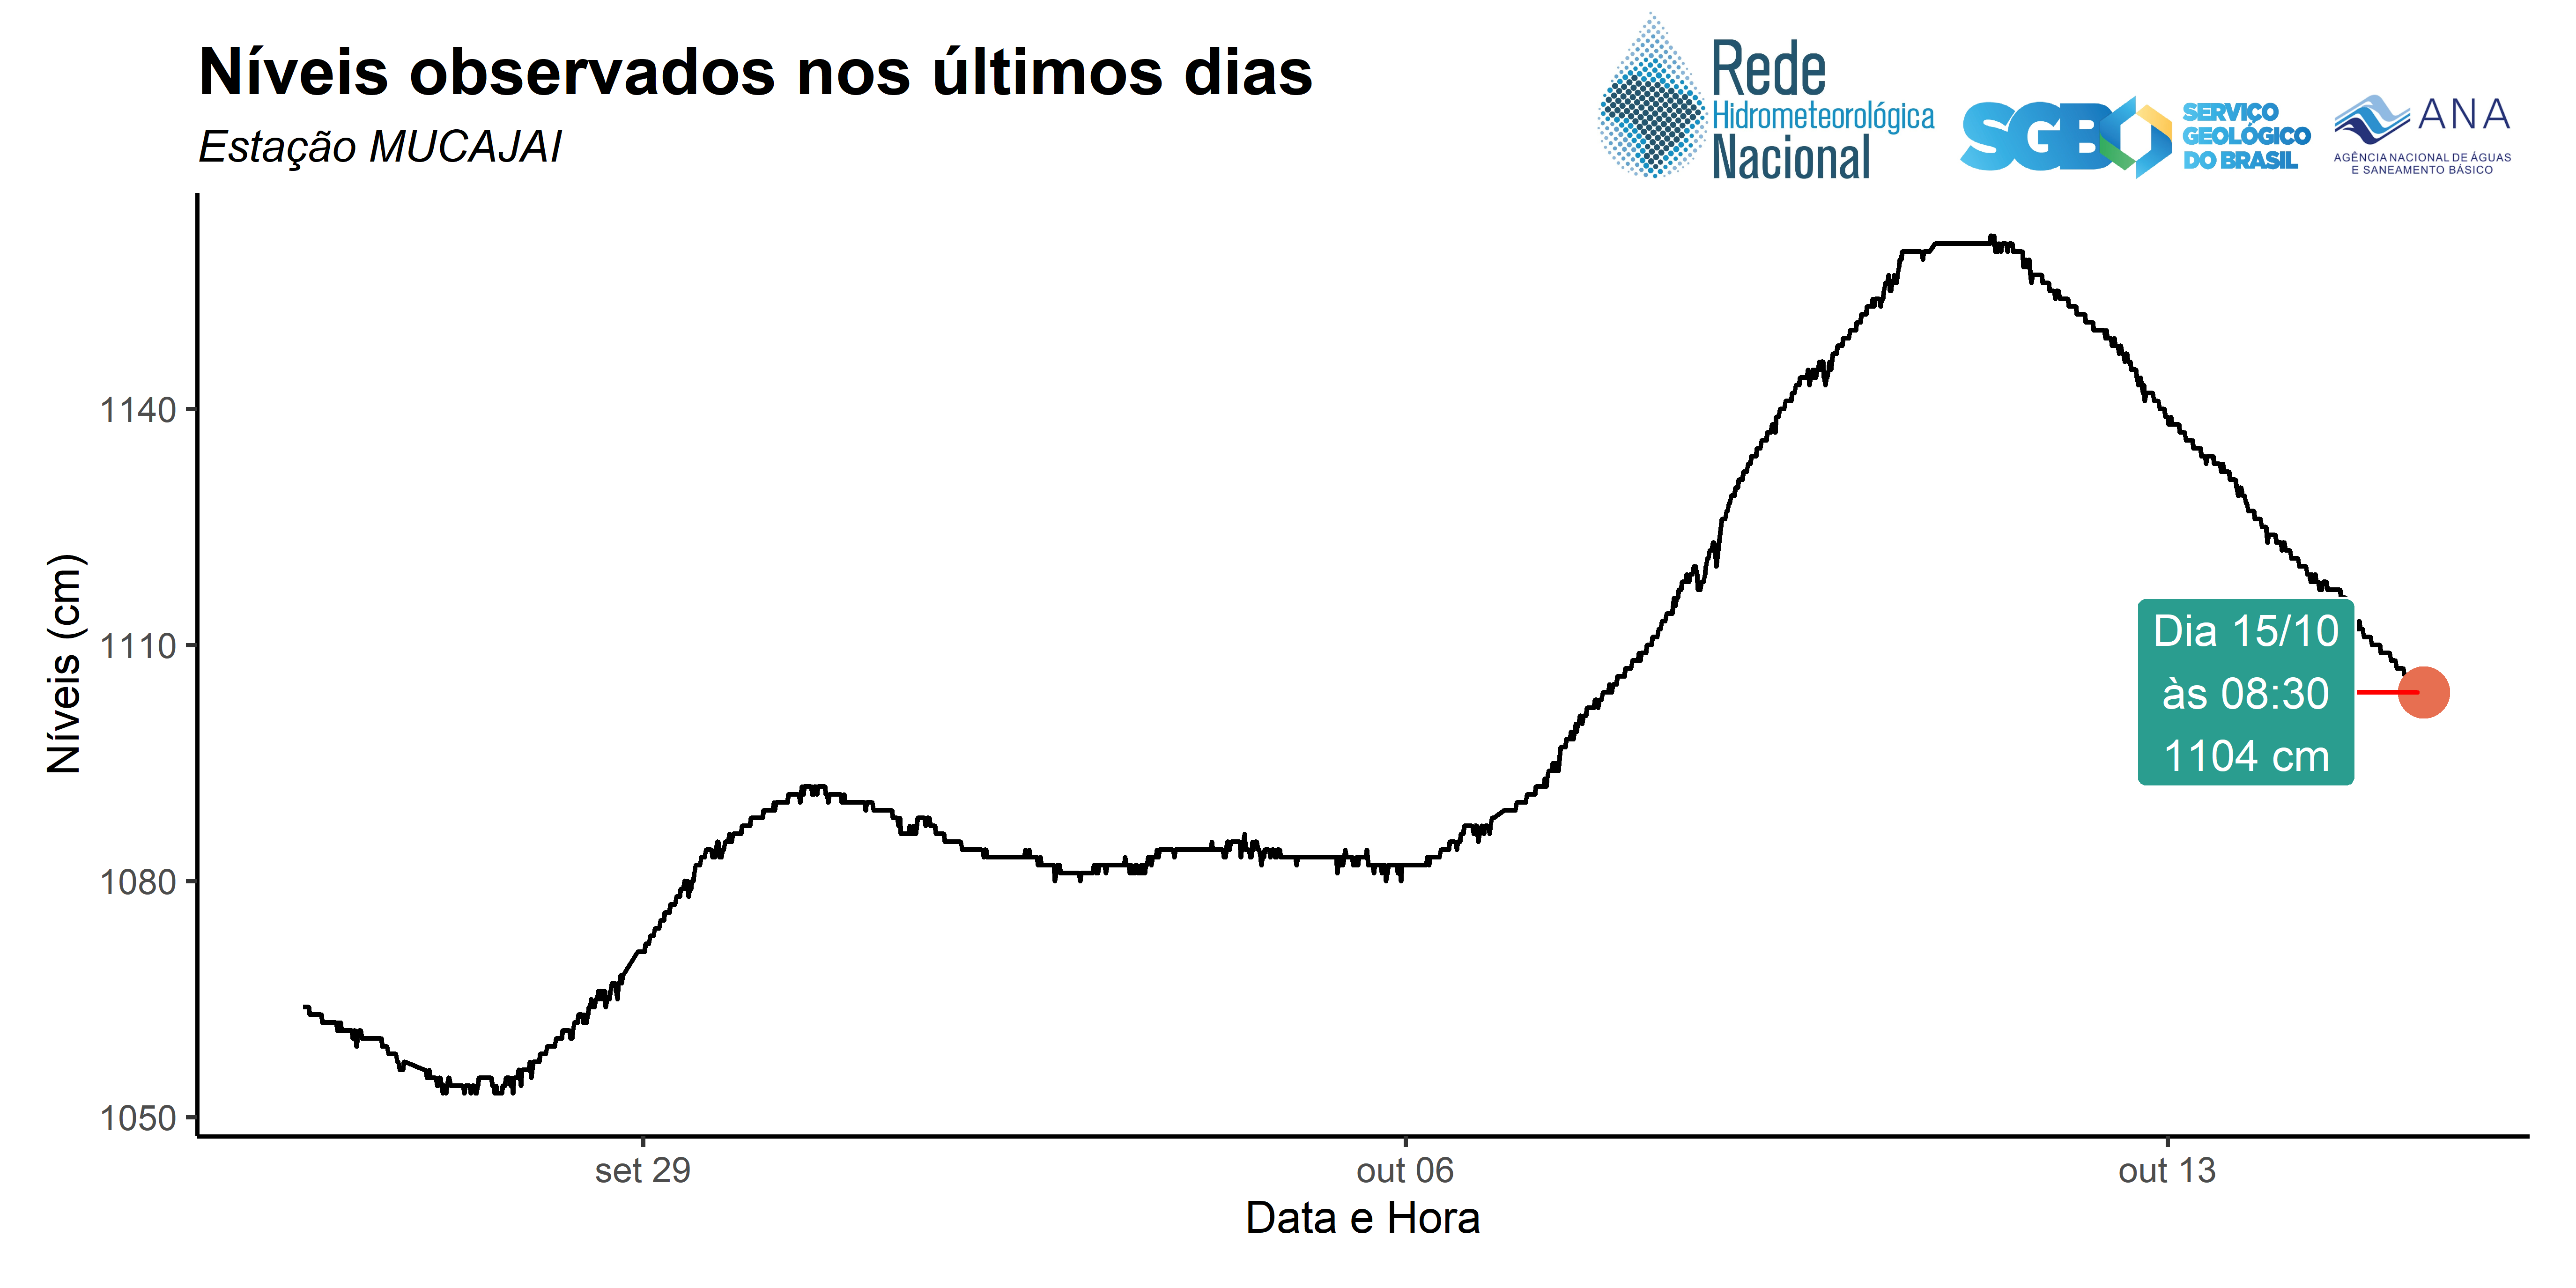 Níveis observados nos últimos dias
Estação MUCAJAI
Rede
Hidrometeorológica
Nacional
SGB
SERVIÇO
GEOLÓGICO
DO BRASIL
ANA
AGÊNCIA NACIONAL DE ÁGUAS
E SANEAMENTO BÁSICO
Níveis (cm)
1140
1110
1080
1050
Dia 15/10
às 08:30
1104 cm
set 29
out 06
out 13
Data e Hora